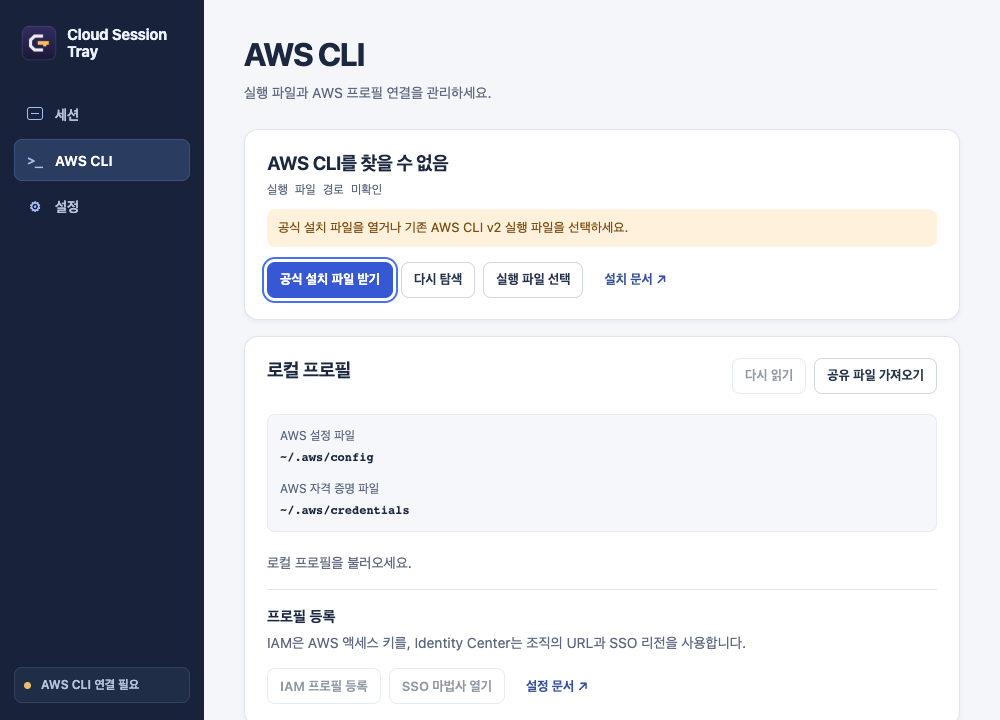 Cloud Session
Tray
세션
>_ AWS CLI
설정
AWS CLI 연결 필요
AWS CLI
실행 파일과 AWS 프로필 연결을 관리하세요.
AWS CLI를 찾을 수 없음
실행 파일 경로 미확인
공식 설치 파일을 열거나 기존 AWS CLI v2 실행 파일을 선택하세요.
공식 설치 파일 받기 다시 탐색 실행 파일 선택 설치 문서 ↗
로컬 프로필
다시 읽기 공유 파일 가져오기
AWS 설정 파일
~/.aws/config
AWS 자격 증명 파일
~/.aws/credentials
로컬 프로필을 불러오세요.
프로필 등록
IAM은 AWS 액세스 키를, Identity Center는 조직의 URL과 SSO 리전을 사용합니다.
IAM 프로필 등록 SSO 마법사 열기 설정 문서 ↗